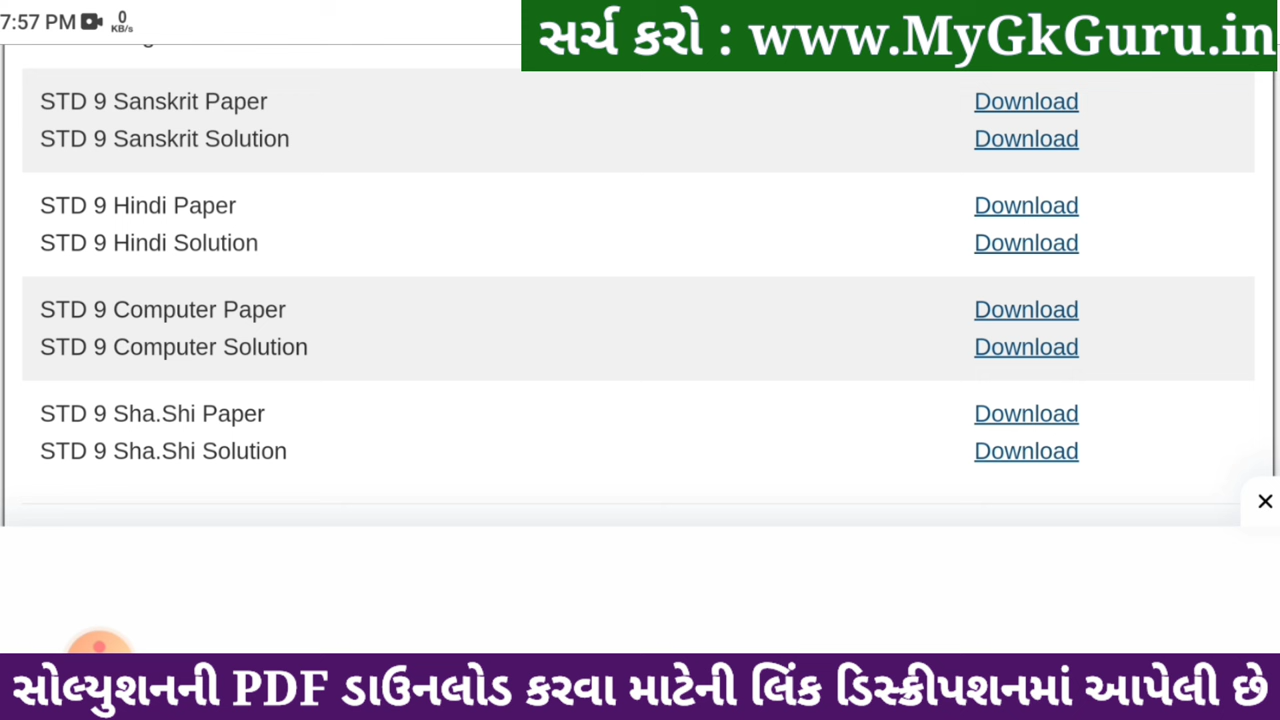 7:57 PM 0 KB/s
સર્ચ કરો : www.MyGkGuru.in
STD 9 Sanskrit Paper Download
STD 9 Sanskrit Solution Download
STD 9 Hindi Paper Download
STD 9 Hindi Solution Download
STD 9 Computer Paper Download
STD 9 Computer Solution Download
STD 9 Sha.Shi Paper Download
STD 9 Sha.Shi Solution Download
સોલ્યુશનની PDF ડાઉનલોડ કરવા માટેની લિંક ડિસ્ક્રીપશનમાં આપેલી છે